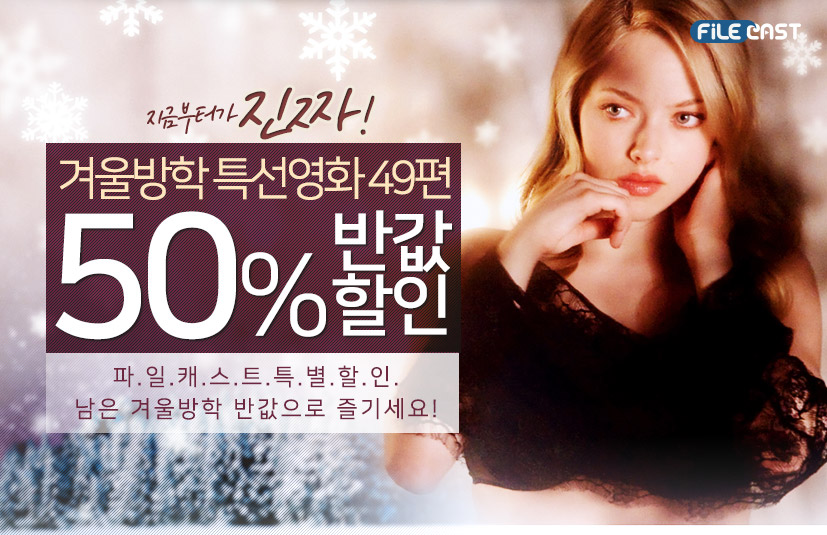 FiLE CAST
지금부터가 진짜!
겨울방학 특선영화 49편
50% 반값
할인
파.일.캐.스.트.특.별.할.인.
남은 겨울방학 반값으로 즐기세요!